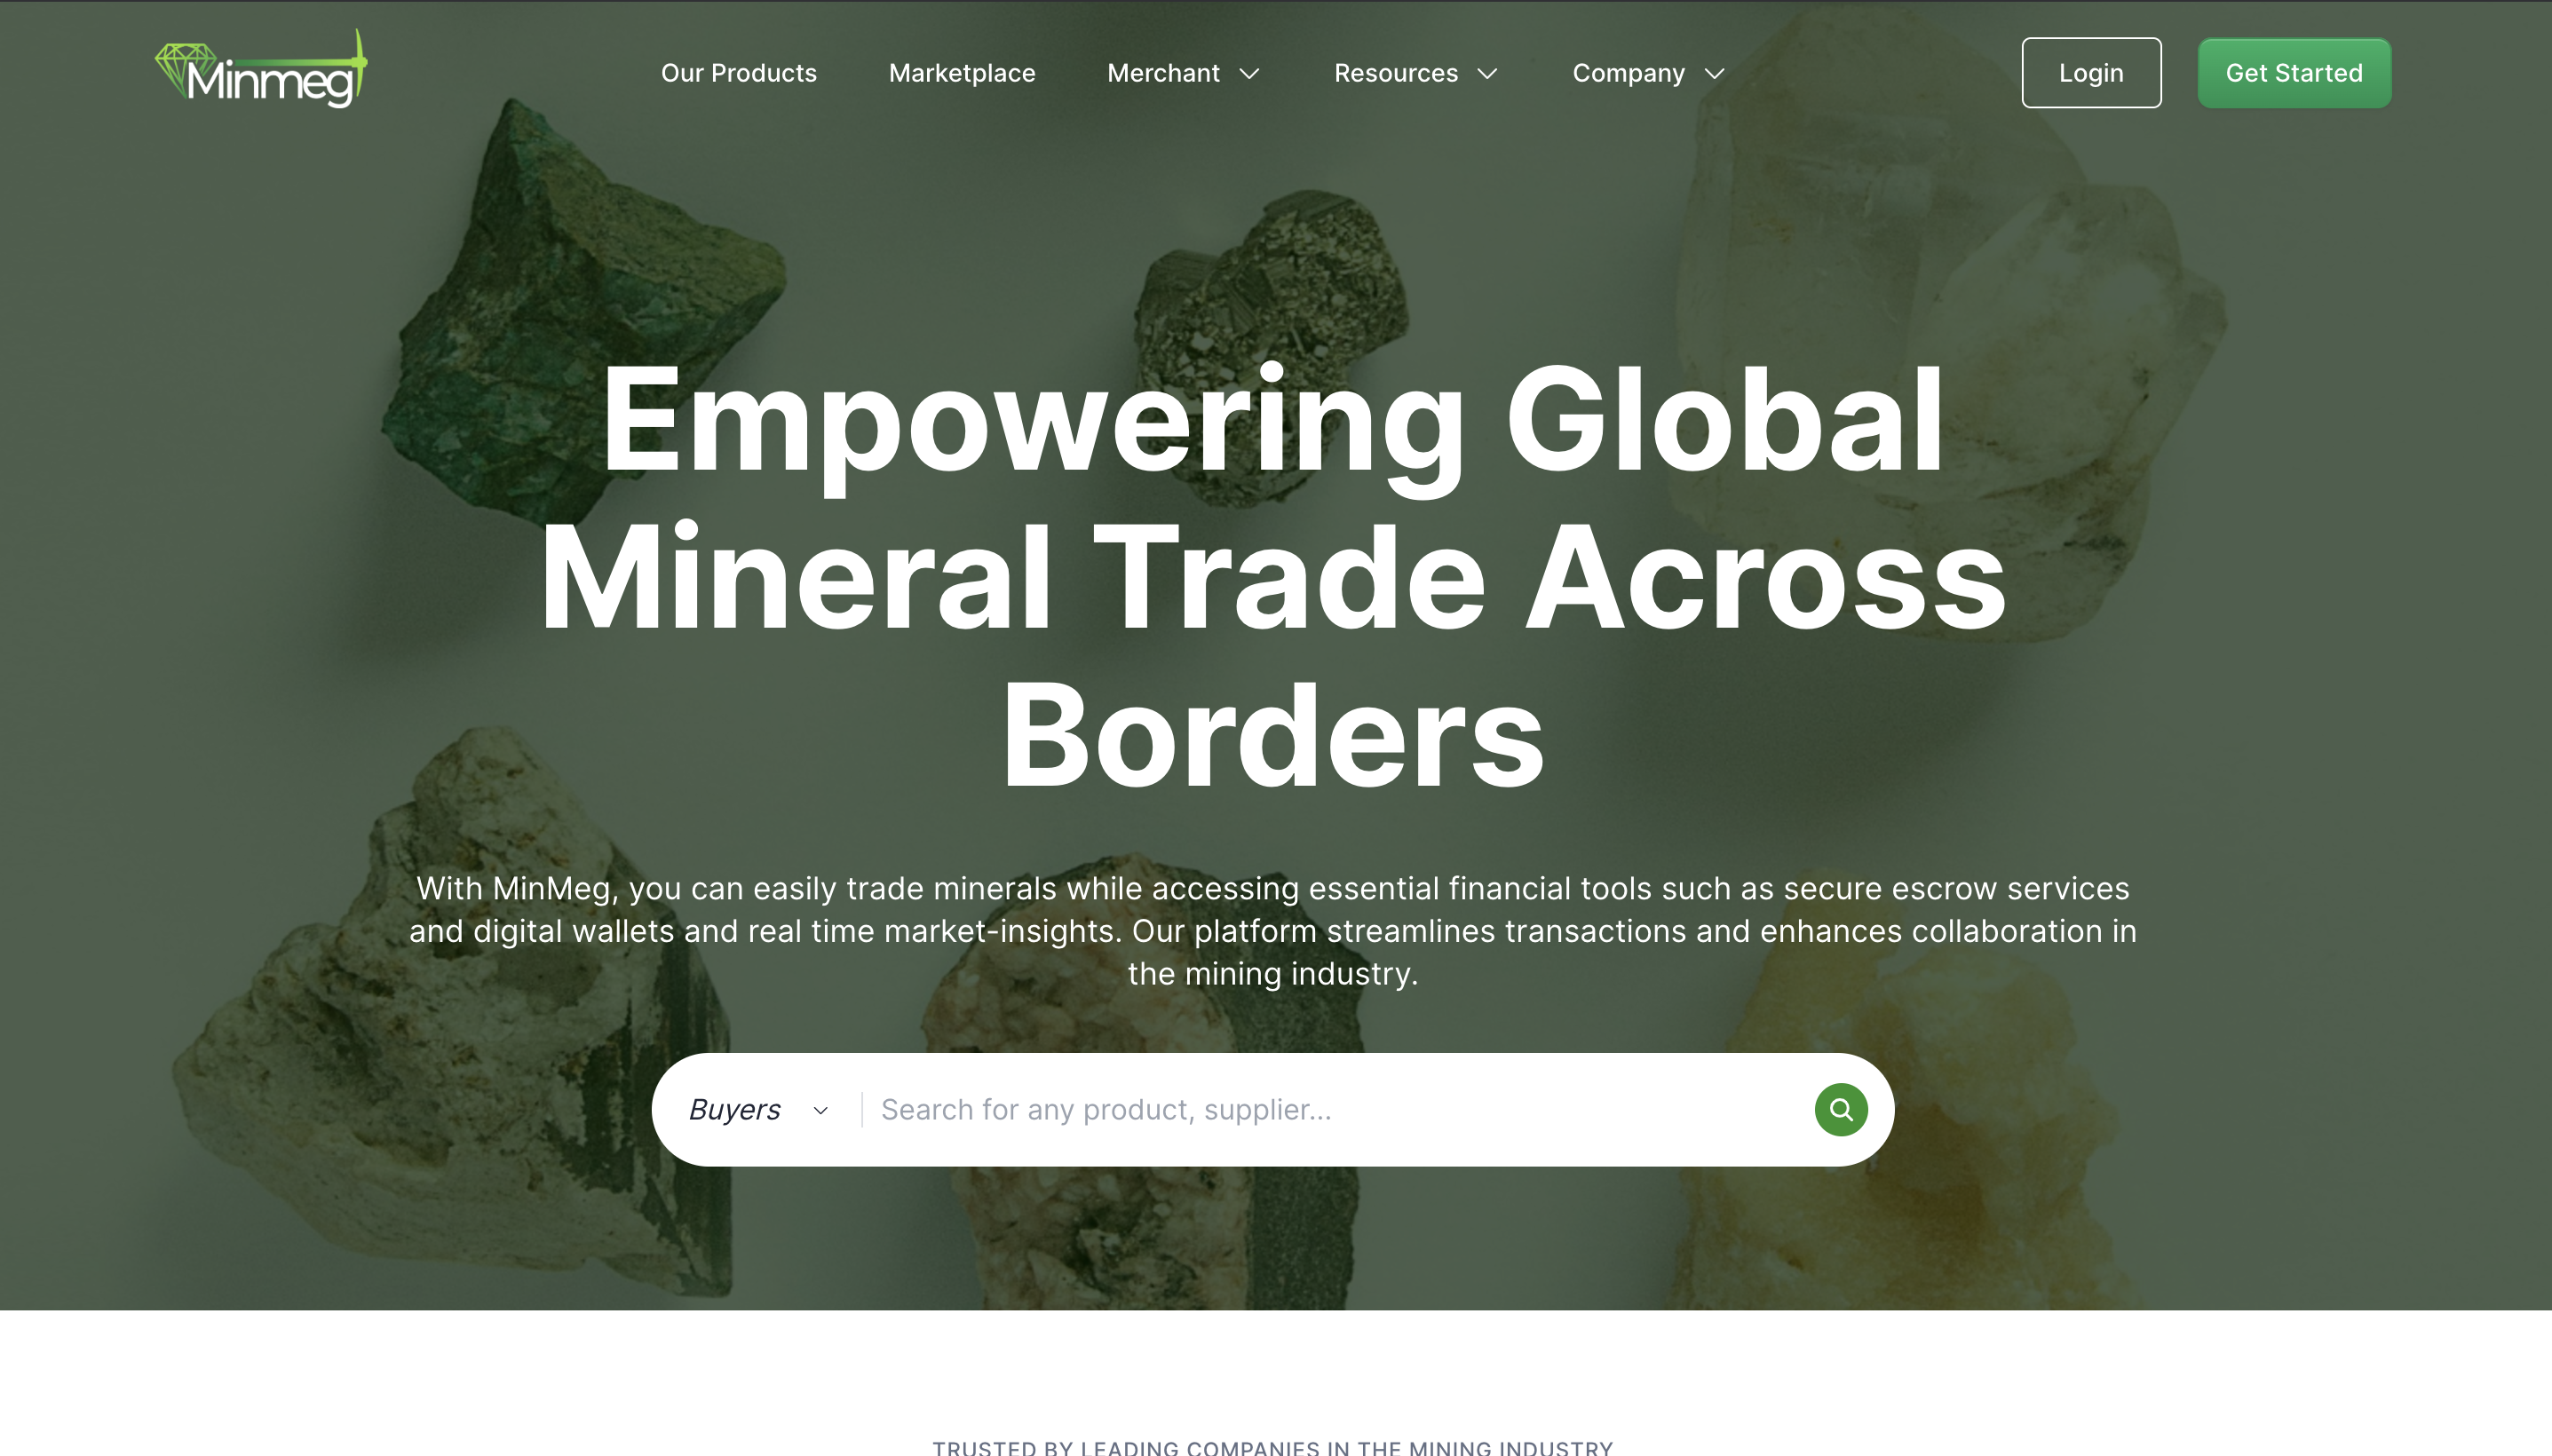 Minmeg
Our Products
Marketplace
Merchant
Resources
Company
Login
Get Started
Empowering Global
Mineral Trade Across
Borders
With MinMeg, you can easily trade minerals while accessing essential financial tools such as secure escrow services
and digital wallets and real time market-insights. Our platform streamlines transactions and enhances collaboration in
the mining industry.
Buyers
Search for any product, supplier...
TRUSTED BY LEADING COMPANIES IN THE MINING INDUSTRY